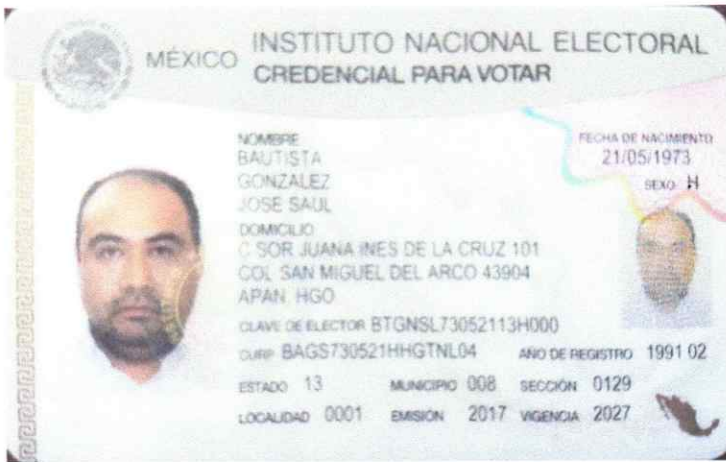 MÉXICO INSTITUTO NACIONAL ELECTORAL
CREDENCIAL PARA VOTAR
NOMBRE
BAUTISTA
GONZALEZ
JOSE SAUL
FECHA DE NACIMIENTO
21/05/1973
SEXO H
DOMICILIO
C SOR JUANA INES DE LA CRUZ 101
COL SAN MIGUEL DEL ARCO 43904
APAN, HGO.
CLAVE DE ELECTOR BTGNSL73052113H000
CURP BAGS730521HHGTNL04 AÑO DE REGISTRO 1991 02
ESTADO 13 MUNICIPIO 008 SECCIÓN 0129
LOCALIDAD 0001 EMISIÓN 2017 VIGENCIA 2027